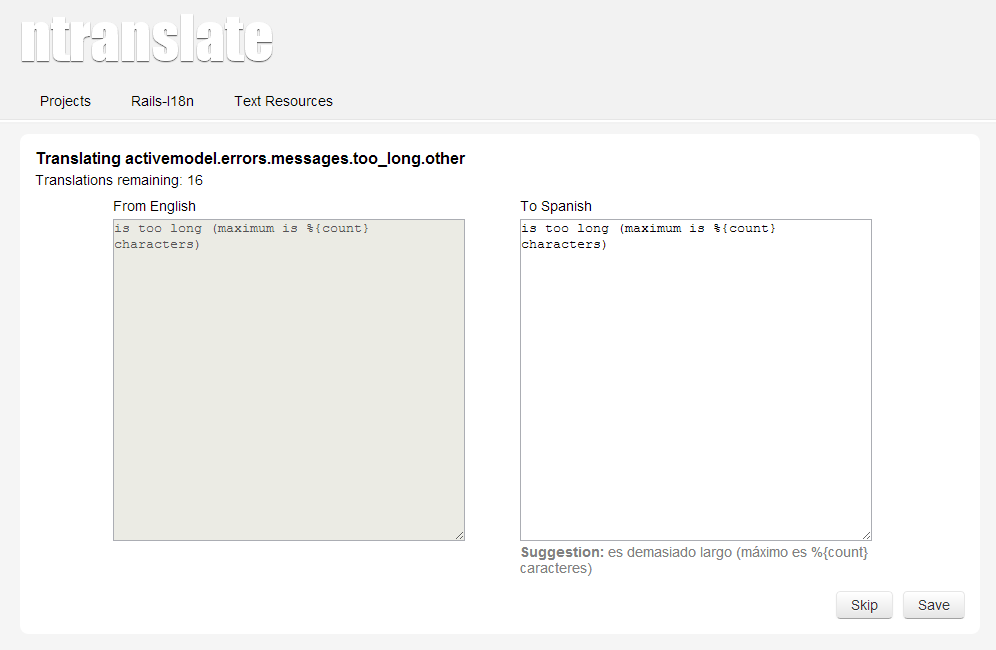 ntranslate
Projects Rails-I18n Text Resources
Translating activemodel.errors.messages.too_long.other
Translations remaining: 16
From English
is too long (maximum is %{count}
characters)
To Spanish
is too long (maximum is %{count}
characters)
Suggestion: es demasiado largo (máximo es %{count}
caracteres)
Skip Save